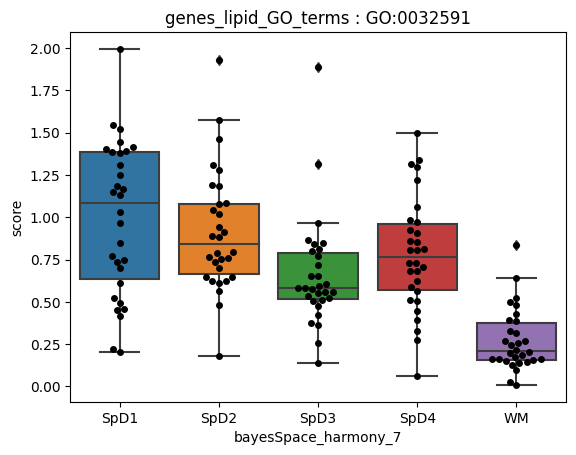 genes_lipid_GO_terms : GO:0032591
2.00
1.75
1.50
1.25
1.00
0.75
0.50
0.25
0.00
score
SpD1 SpD2 SpD3 SpD4 WM
bayesSpace_harmony_7